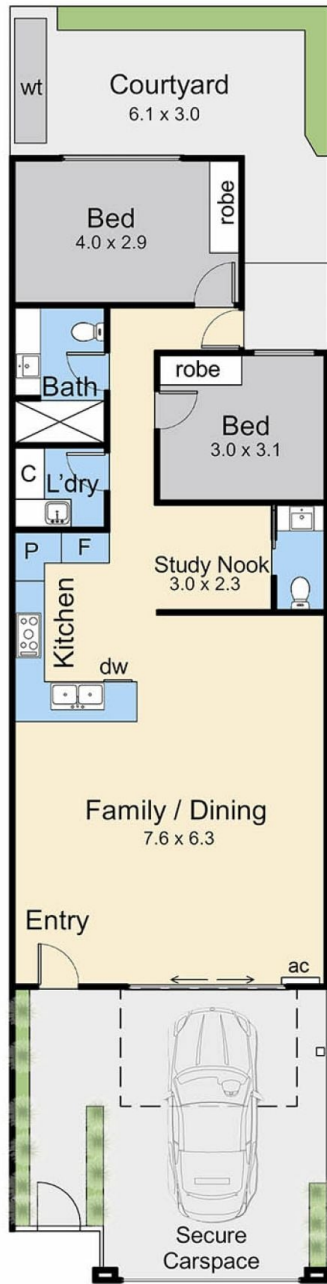 wt
Courtyard
6.1 x 3.0
Bed
4.0 x 2.9
robe
Bath
robe
Bed
3.0 x 3.1
C
L'dry
P
F
Study Nook
3.0 x 2.3
Kitchen
dw
Family / Dining
7.6 x 6.3
Entry
ac
Secure
Carspace